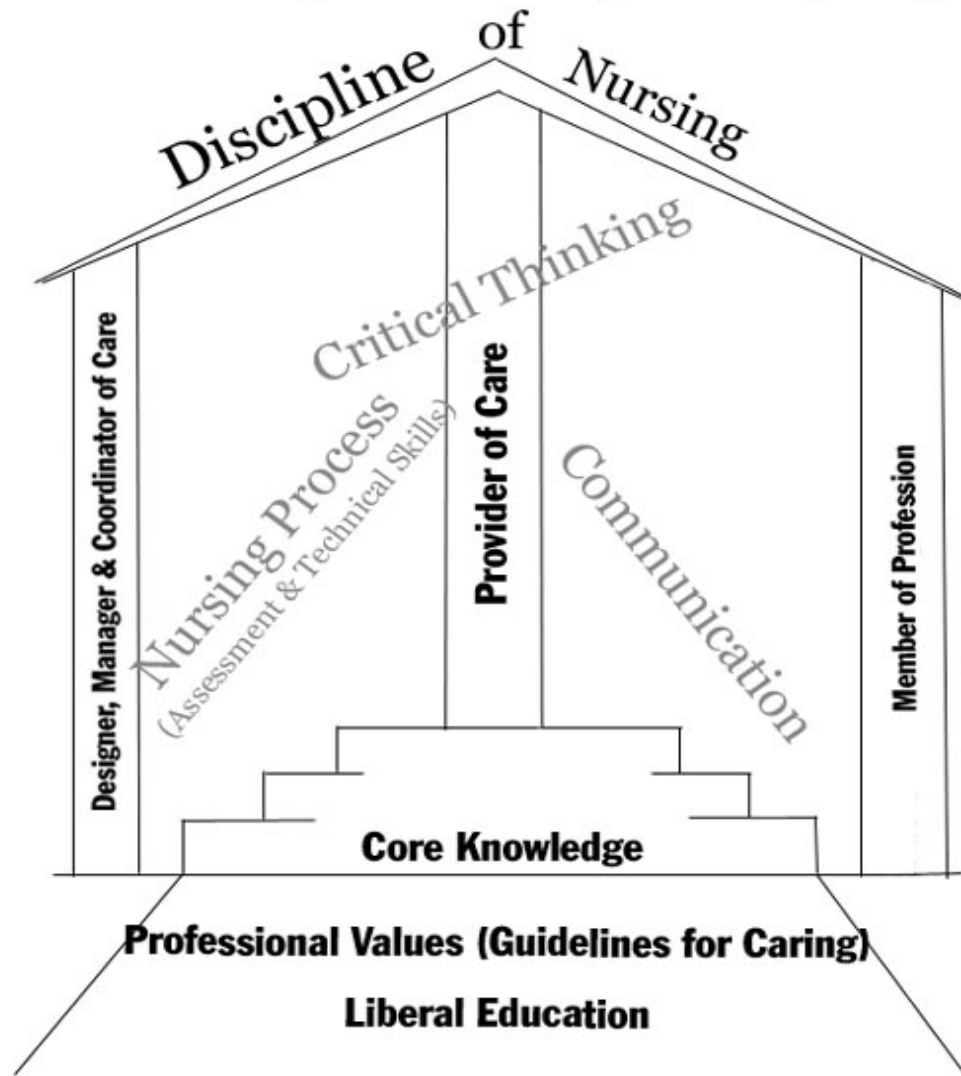 Discipline of Nursing
Critical Thinking
Nursing Process
(Assessment & Technical Skills)
Communication
Designer, Manager & Coordinator of Care
Provider of Care
Member of Profession
Core Knowledge
Professional Values (Guidelines for Caring)
Liberal Education